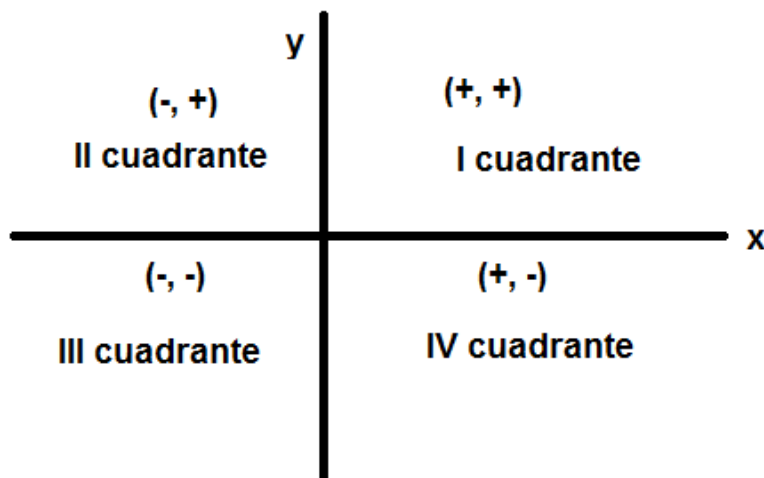 y
(-, +)
(+, +)
II cuadrante
I cuadrante
x
(-, -)
(+, -)
III cuadrante
IV cuadrante